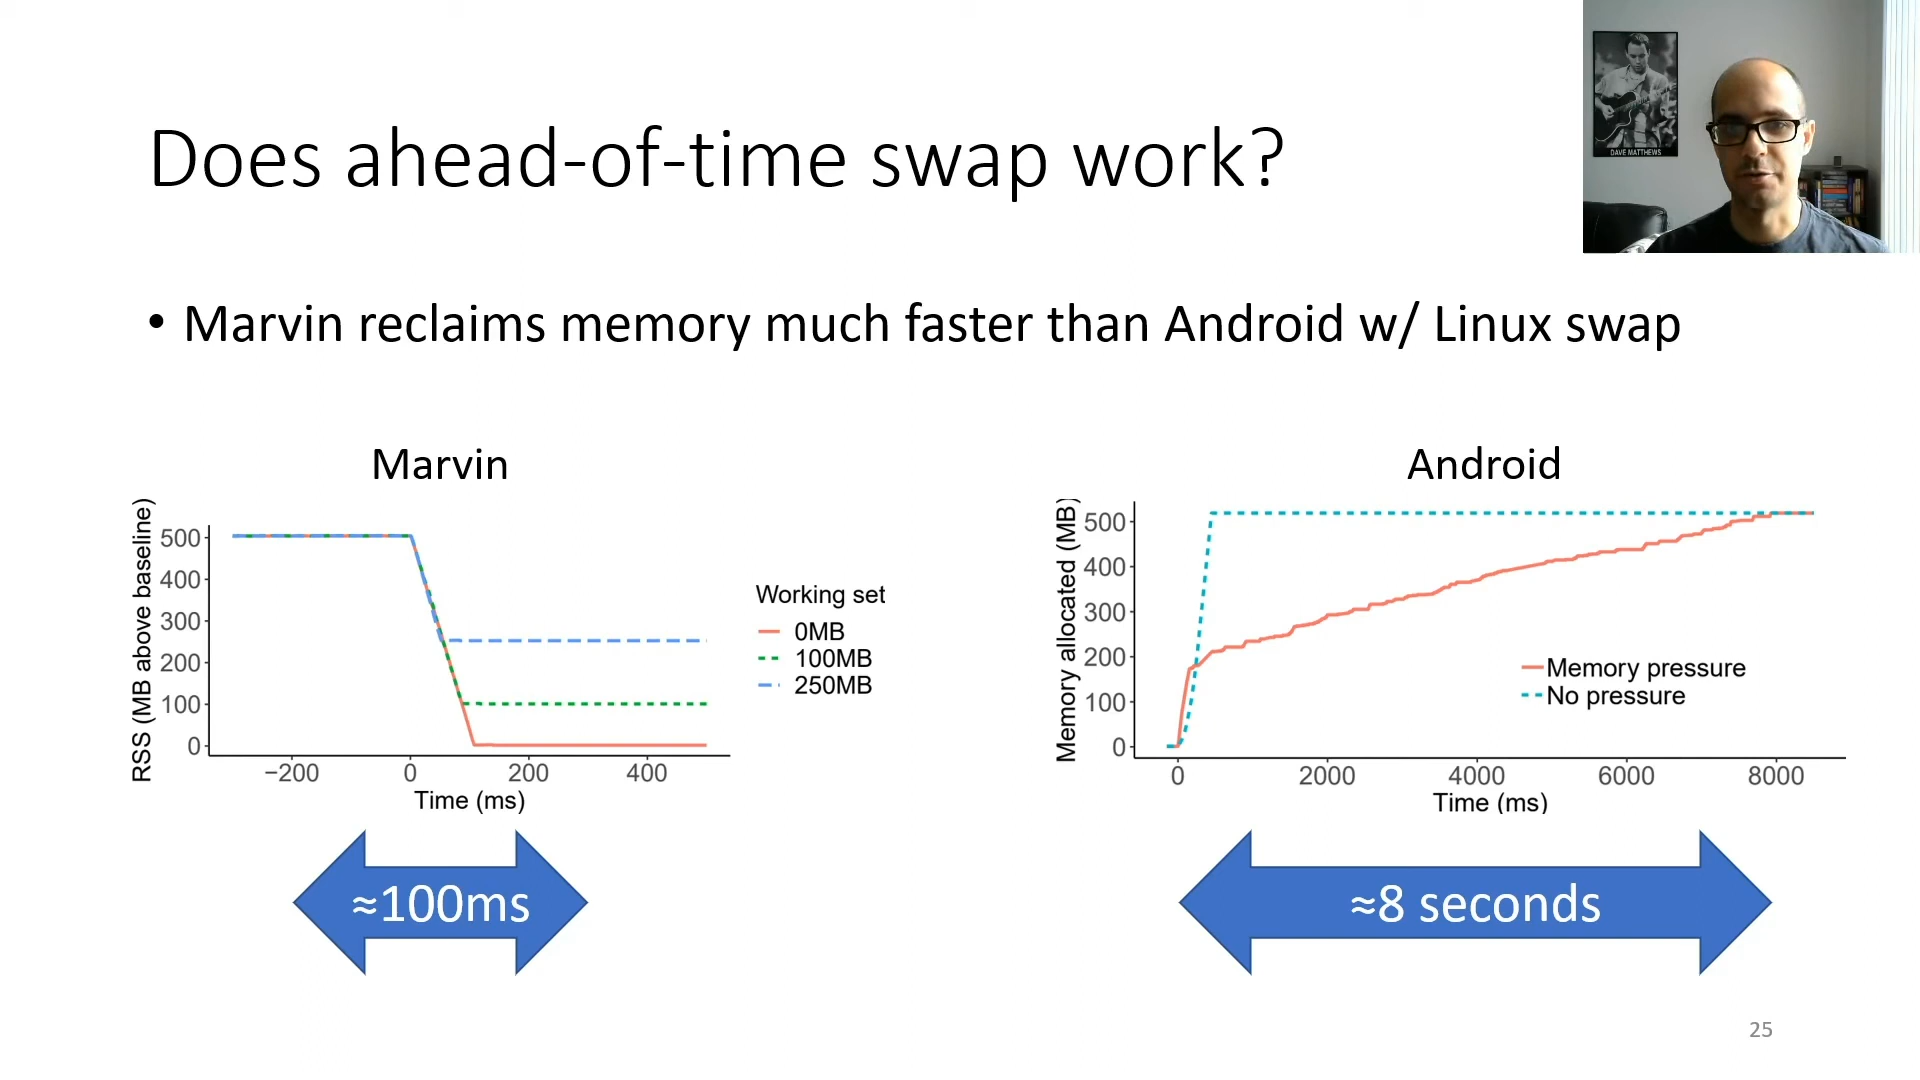 DAVE MATTHEWS
Does ahead-of-time swap work?
• Marvin reclaims memory much faster than Android w/ Linux swap
Marvin
RSS (MB above baseline)
500
400
300
200
100
0
−200 0 200 400
Time (ms)
Working set
0MB
100MB
250MB
≈100ms
Android
Memory allocated (MB)
500
400
300
200
100
0
0 2000 4000 6000 8000
Time (ms)
Memory pressure
No pressure
≈8 seconds
25